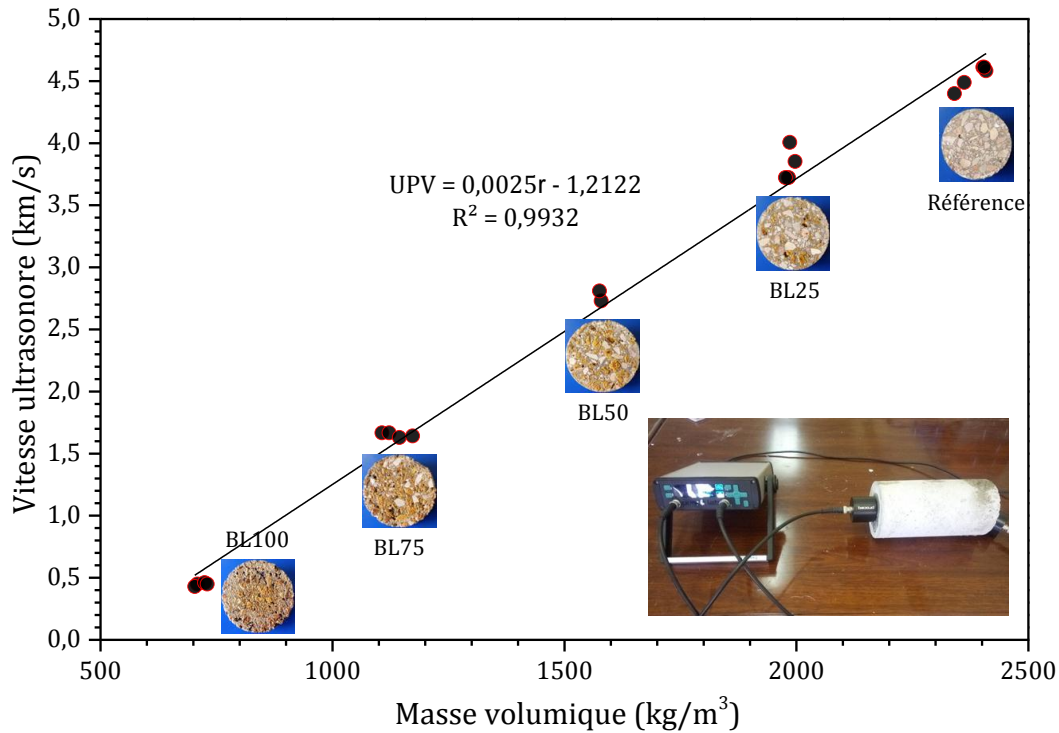 5,0
4,5
4,0
3,5
3,0
2,5
2,0
1,5
1,0
0,5
0,0
Vitesse ultrasonore (km/s)
UPV = 0,0025r - 1,2122
R² = 0,9932
Référence
BL25
BL50
BL75
BL100
500 1000 1500 2000 2500
Masse volumique (kg/m³)